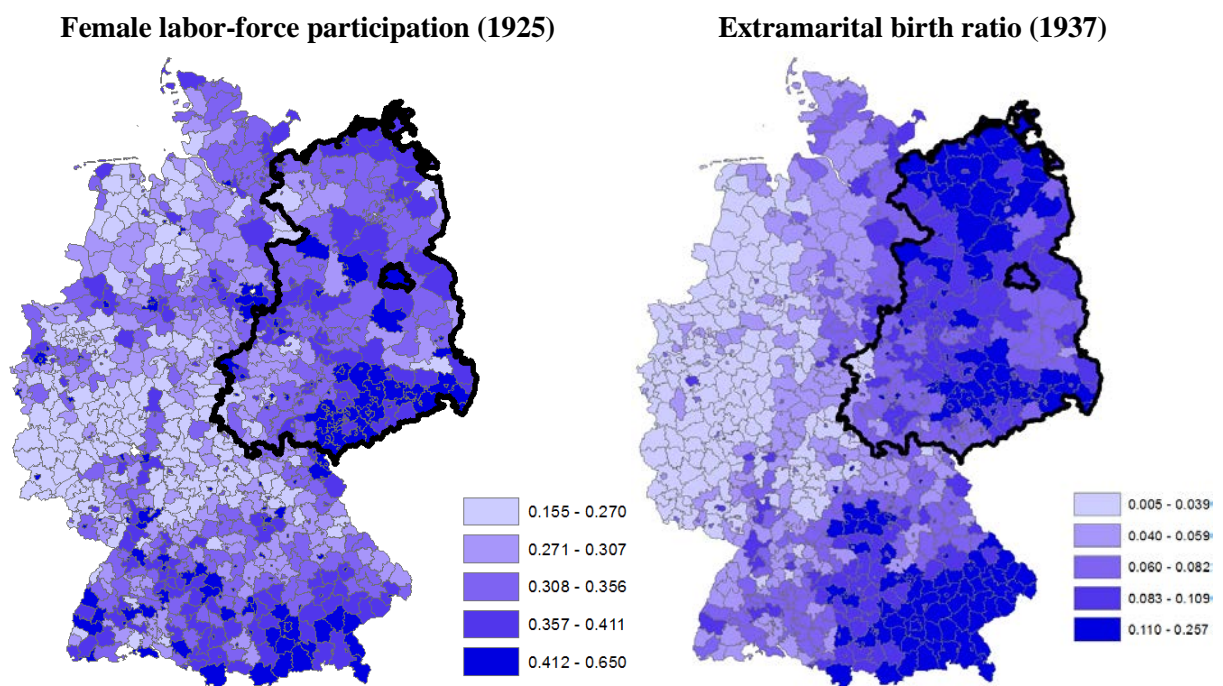 Female labor-force participation (1925)
Extramarital birth ratio (1937)
0.155 - 0.270
0.271 - 0.307
0.308 - 0.356
0.357 - 0.411
0.412 - 0.650
0.005 - 0.039
0.040 - 0.059
0.060 - 0.082
0.083 - 0.109
0.110 - 0.257